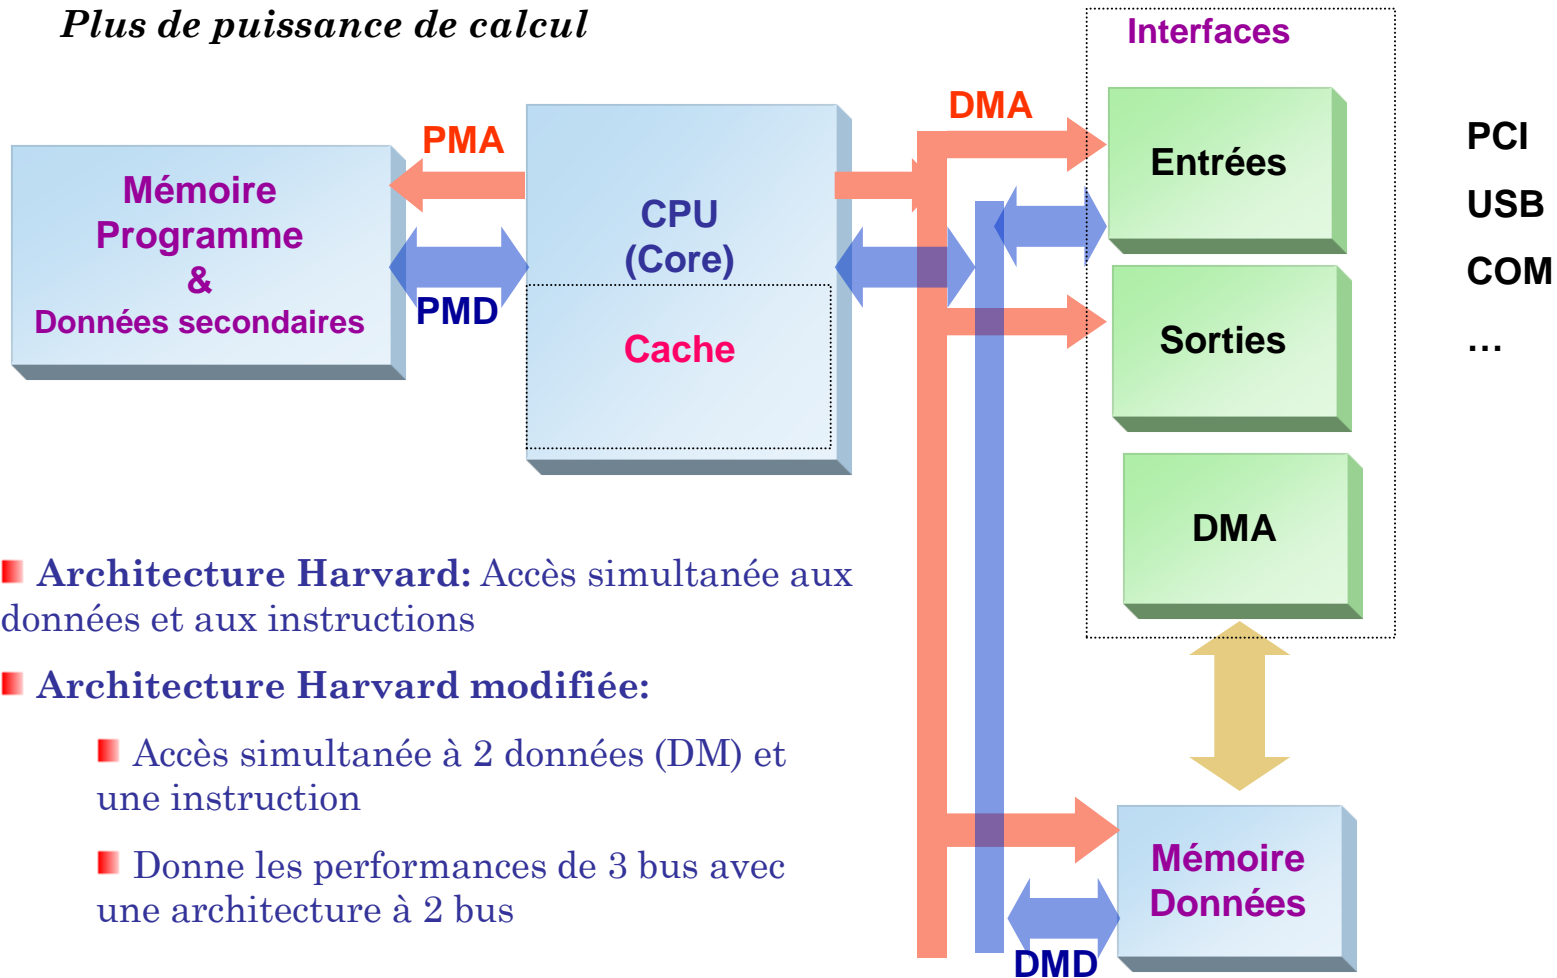 Plus de puissance de calcul
Interfaces
PMA
DMA
Mémoire
Programme
&
Données secondaires
PMD
CPU
(Core)
Cache
Entrées
Sorties
DMA
PCI
USB
COM
…
Architecture Harvard: Accès simultanée aux
données et aux instructions
Architecture Harvard modifiée:
Accès simultanée à 2 données (DM) et
une instruction
Donne les performances de 3 bus avec
une architecture à 2 bus
Mémoire
Données
DMD